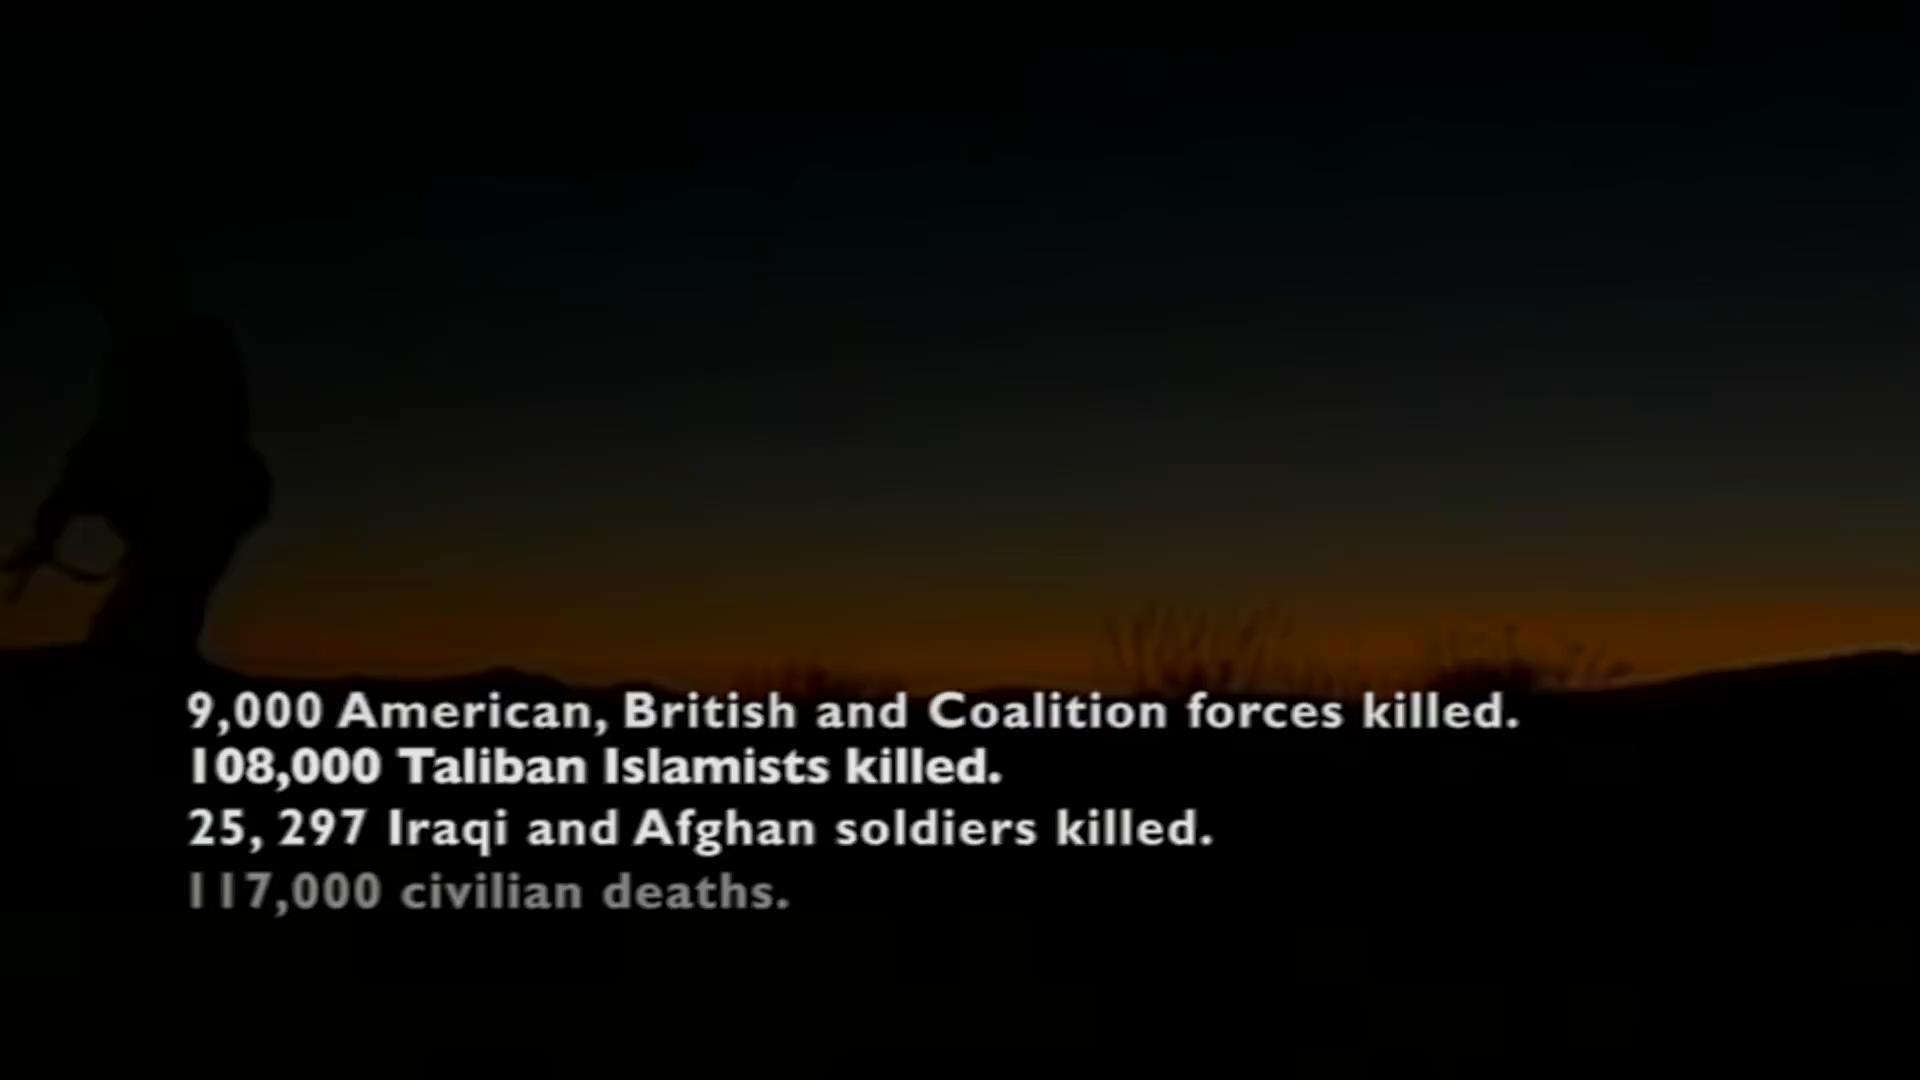 9,000 American, British and Coalition forces killed.
108,000 Taliban Islamists killed.
25, 297 Iraqi and Afghan soldiers killed.
117,000 civilian deaths.